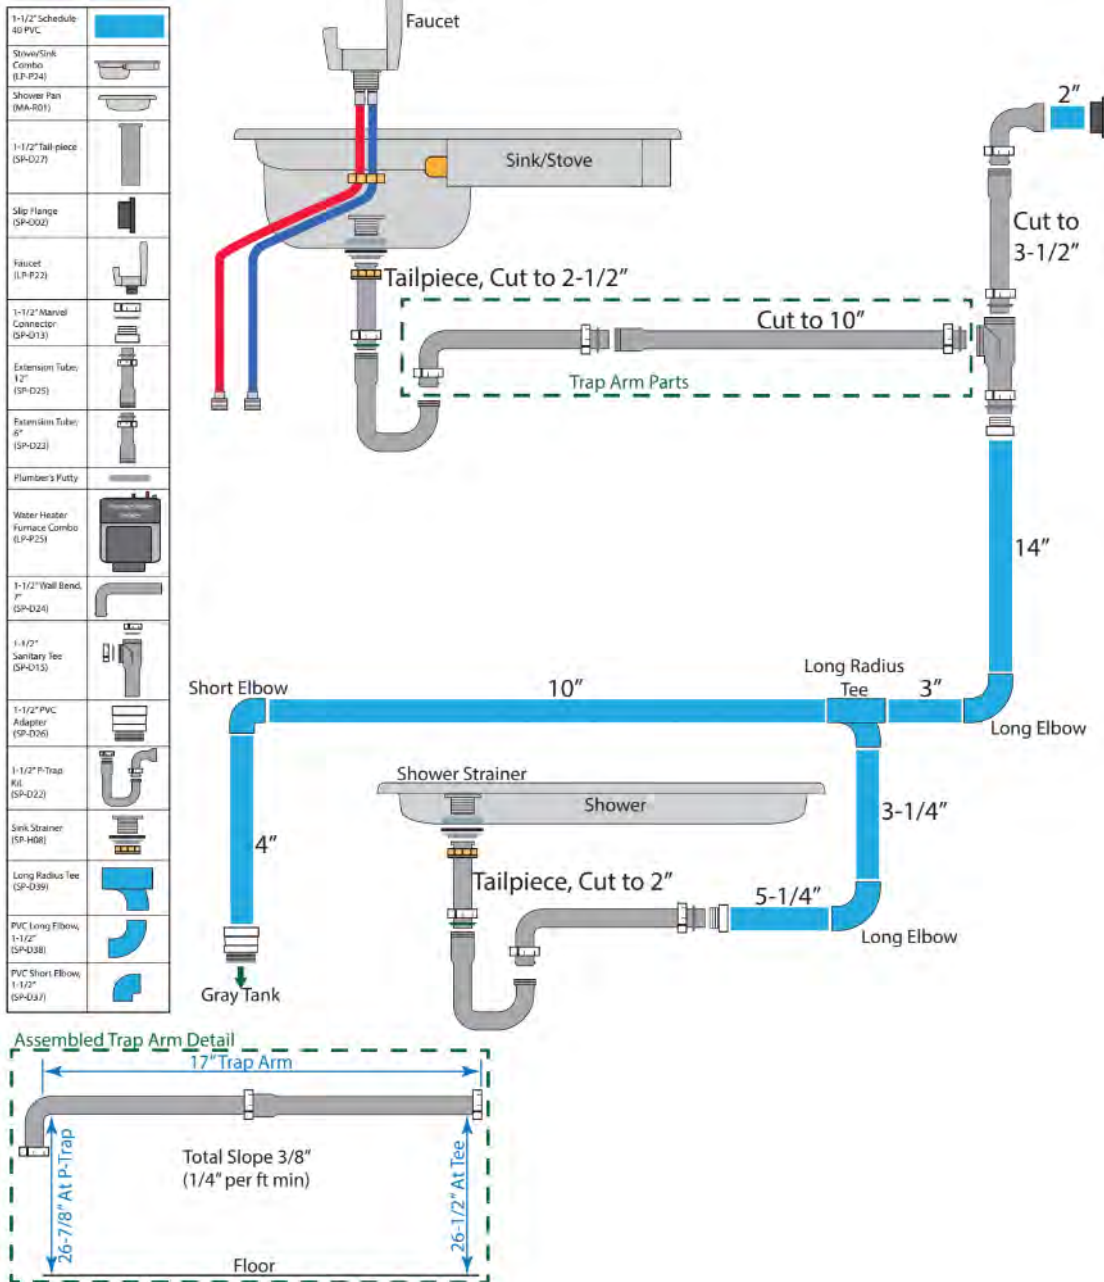 1-1/2" Schedule
40 PVC
Stove/Sink
Combo
(LP-P24)
Shower Pan
(MA-R01)
1-1/2" Tail-piece
(SP-D27)
Slip Flange
(SP-D02)
Faucet
(LP-P22)
1-1/2" Marvel
Connector
(SP-D13)
Extension Tube,
12"
(SP-D25)
Extension Tube,
6"
(SP-D23)
Plumber's Putty
Water Heater
Furnace Combo
(LP-P25)
1-1/2" Wall Bend,
7"
(SP-D24)
1-1/2"
Sanitary Tee
(SP-D15)
1-1/2" PVC
Adapter
(SP-D26)
1-1/2" P-Trap
Kit
(SP-D22)
Sink Strainer
(SP-H08)
Long Radius Tee
(SP-D39)
PVC Long Elbow,
1-1/2"
(SP-D38)
PVC Short Elbow,
1-1/2"
(SP-D37)
Faucet
Sink/Stove
2"
Cut to
3-1/2"
Tailpiece, Cut to 2-1/2"
Cut to 10"
Trap Arm Parts
14"
Short Elbow
10"
Long Radius
Tee
3"
Long Elbow
Shower Strainer
Shower
3-1/4"
4"
Tailpiece, Cut to 2"
5-1/4"
Long Elbow
Gray Tank
Assembled Trap Arm Detail
17" Trap Arm
26-7/8" At P-Trap
Total Slope 3/8"
(1/4" per ft min)
26-1/2" At Tee
Floor